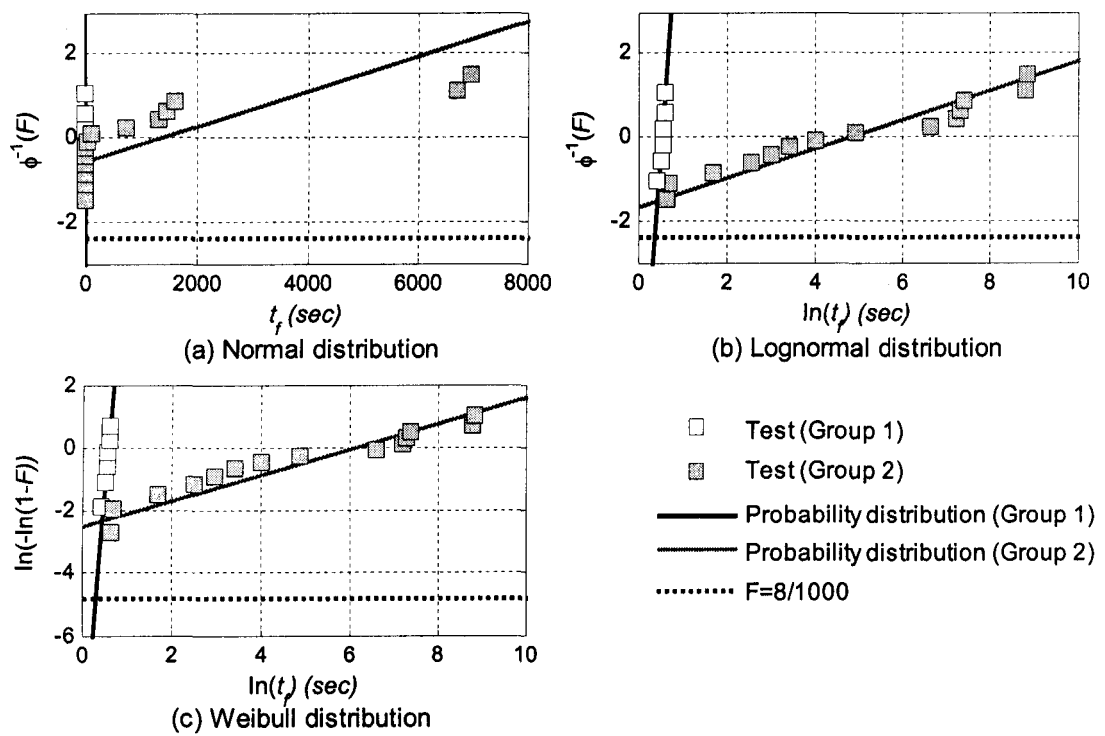 2
0
-2
ϕ⁻¹(F)
0 2000 4000 6000 8000
t_f (sec)
(a) Normal distribution
2
0
-2
ϕ⁻¹(F)
0 2 4 6 8 10
ln(t_f) (sec)
(b) Lognormal distribution
2
0
-2
-4
-6
ln(-ln(1-F))
0 2 4 6 8 10
ln(t_f) (sec)
(c) Weibull distribution
Test (Group 1)
Test (Group 2)
Probability distribution (Group 1)
Probability distribution (Group 2)
F=8/1000